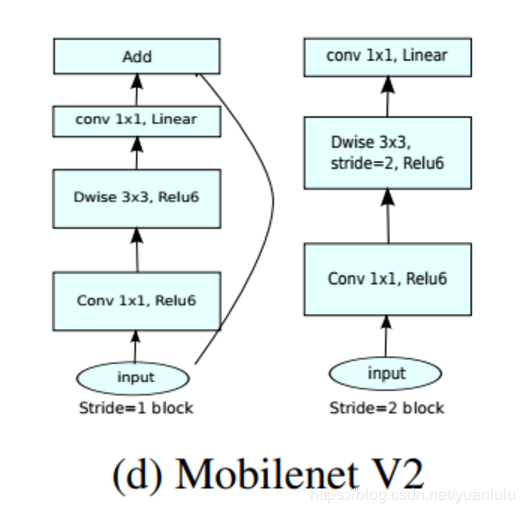 Add
conv 1x1, Linear
Dwise 3x3, Relu6
Conv 1x1, Relu6
input
Stride=1 block
conv 1x1, Linear
Dwise 3x3,
stride=2, Relu6
Conv 1x1, Relu6
input
Stride=2 block
(d) Mobilenet V2
https://blog.csdn.net/yuanlulu